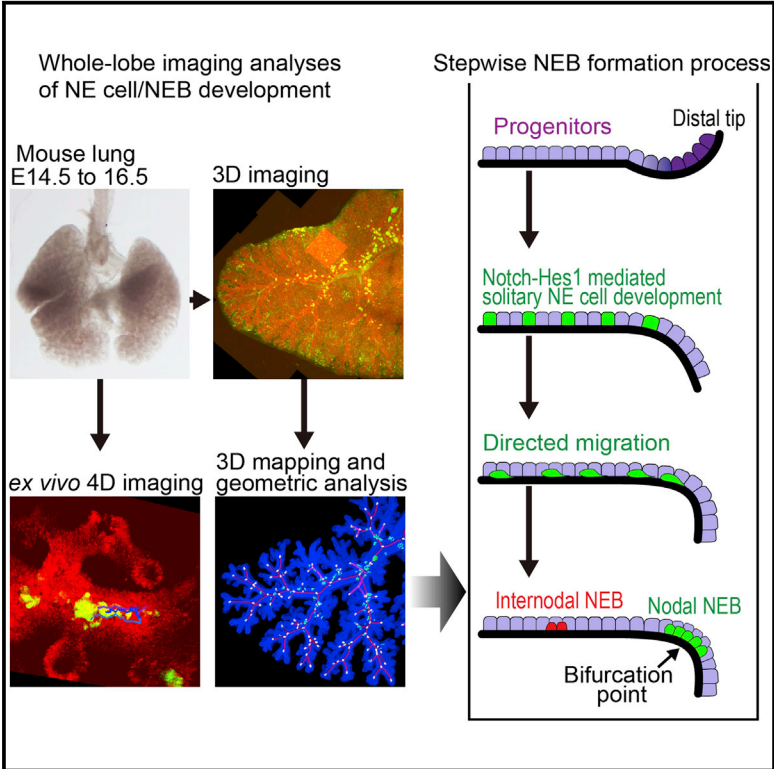 Whole-lobe imaging analyses
of NE cell/NEB development
Mouse lung
E14.5 to 16.5
3D imaging
ex vivo 4D imaging
3D mapping and
geometric analysis
Stepwise NEB formation process
Progenitors
Distal tip
Notch-Hes1 mediated
solitary NE cell development
Directed migration
Internodal NEB
Nodal NEB
Bifurcation
point